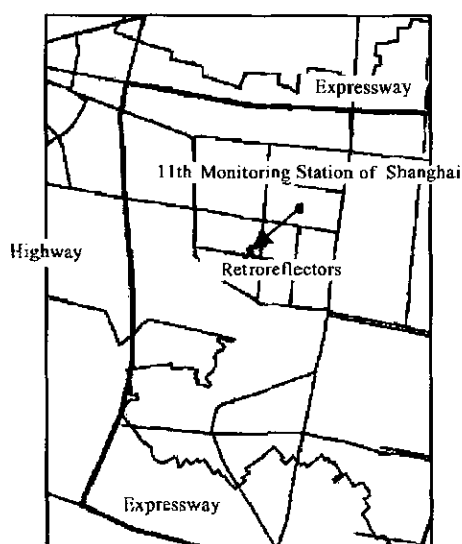 Expressway
11th Monitoring Station of Shanghai
Highway
Retroreflectors
Expressway